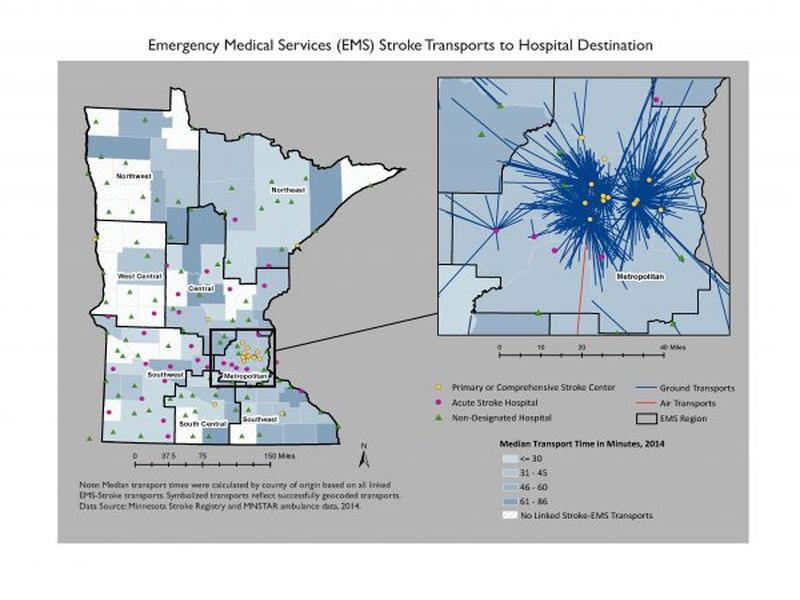 Emergency Medical Services (EMS) Stroke Transports to Hospital Destination
Northwest
Northeast
West Central
Central
Southwest
Metropolitan
South Central
Southeast
Metropolitan
0 37.5 75 150 Miles
N
0 10 20 40 Miles
Primary or Comprehensive Stroke Center
Acute Stroke Hospital
Non-Designated Hospital
Ground Transports
Air Transports
EMS Region
Median Transport Time in Minutes, 2014
<= 30
31 - 45
46 - 60
61 - 86
No Linked Stroke-EMS Transports
Note: Median transport times were calculated by county of origin based on all linked
EMS-Stroke transports. Symbolized transports reflect successfully geocoded transports.
Data Source: Minnesota Stroke Registry and MNSTAR ambulance data, 2014.